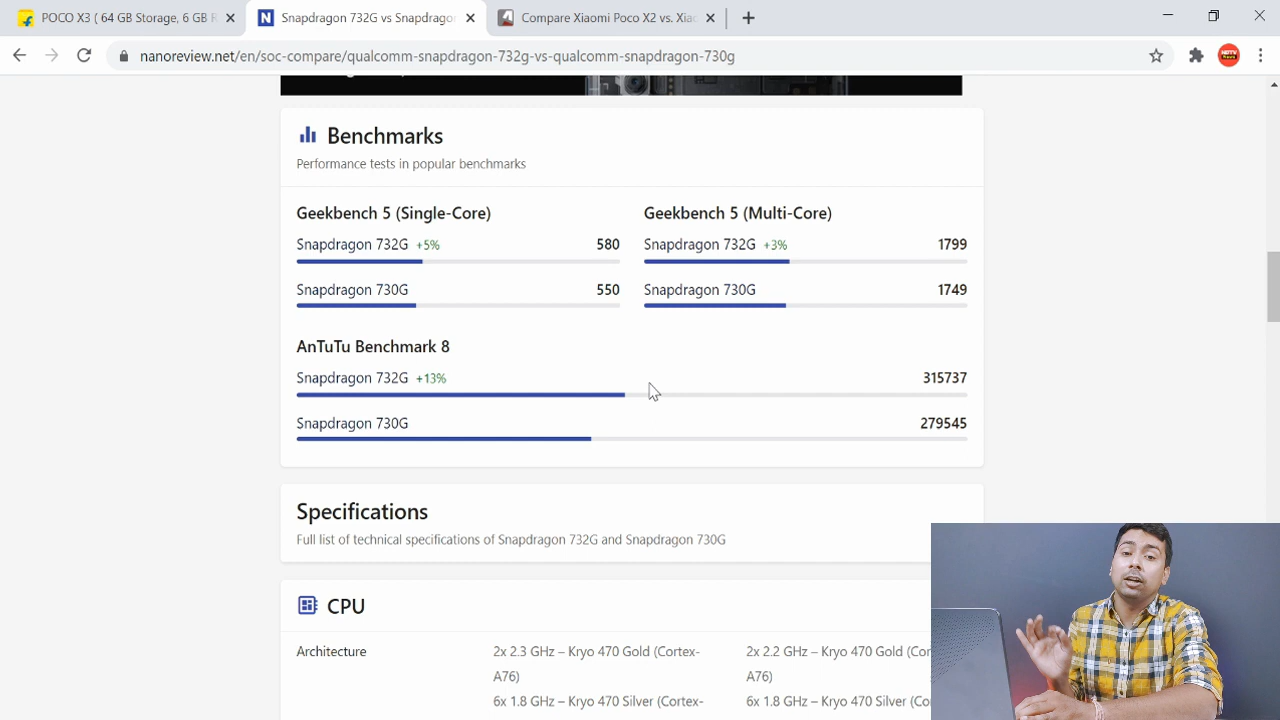 POCO X3 ( 64 GB Storage, 6 GB R
Snapdragon 732G vs Snapdrago
Compare Xiaomi Poco X2 vs. Xiao
nanoreview.net/en/soc-compare/qualcomm-snapdragon-732g-vs-qualcomm-snapdragon-730g
Benchmarks
Performance tests in popular benchmarks
Geekbench 5 (Single-Core)
Snapdragon 732G +5% 580
Snapdragon 730G 550
Geekbench 5 (Multi-Core)
Snapdragon 732G +3% 1799
Snapdragon 730G 1749
AnTuTu Benchmark 8
Snapdragon 732G +13% 315737
Snapdragon 730G 279545
Specifications
Full list of technical specifications of Snapdragon 732G and Snapdragon 730G
CPU
Architecture
2x 2.3 GHz – Kryo 470 Gold (Cortex-
A76)
6x 1.8 GHz – Kryo 470 Silver (Cortex-
2x 2.2 GHz – Kryo 470 Gold (Cor
A76)
6x 1.8 GHz – Kryo 470 Silver (Co